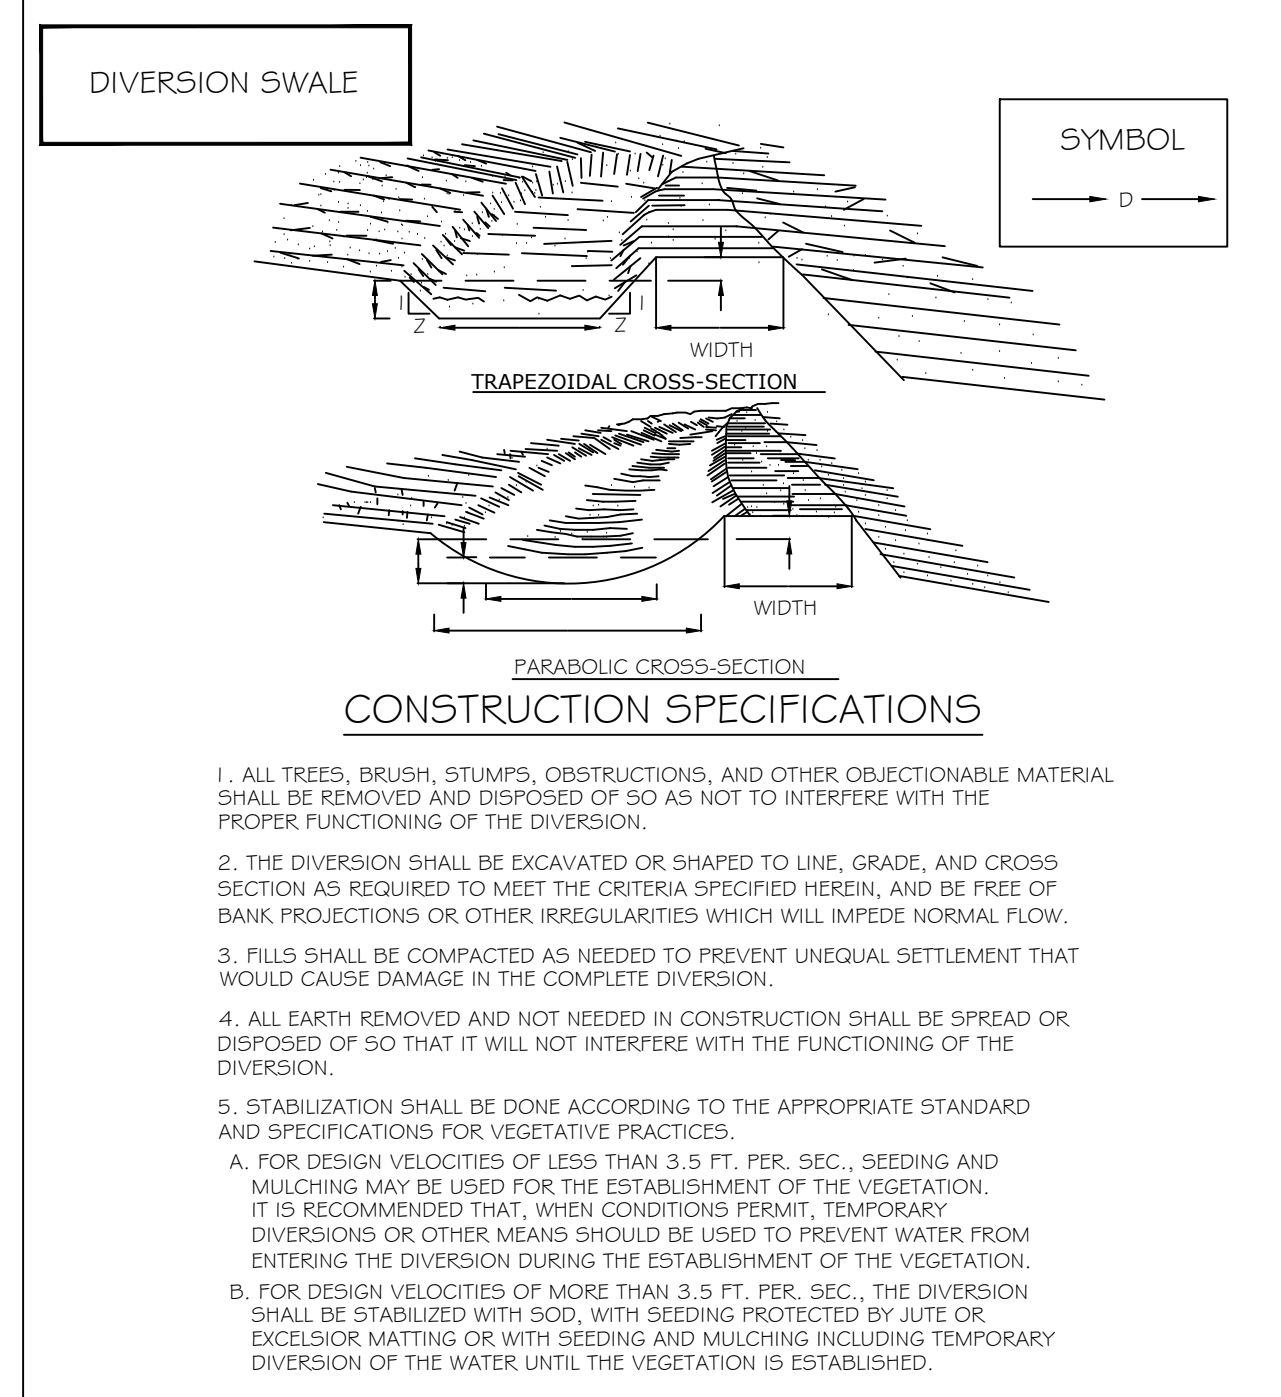 DIVERSION SWALE
SYMBOL
D
1
Z
Z
1
WIDTH
TRAPEZOIDAL CROSS-SECTION
WIDTH
PARABOLIC CROSS-SECTION
CONSTRUCTION SPECIFICATIONS
1. ALL TREES, BRUSH, STUMPS, OBSTRUCTIONS, AND OTHER OBJECTIONABLE MATERIAL
SHALL BE REMOVED AND DISPOSED OF SO AS NOT TO INTERFERE WITH THE
PROPER FUNCTIONING OF THE DIVERSION.
2. THE DIVERSION SHALL BE EXCAVATED OR SHAPED TO LINE, GRADE, AND CROSS
SECTION AS REQUIRED TO MEET THE CRITERIA SPECIFIED HEREIN, AND BE FREE OF
BANK PROJECTIONS OR OTHER IRREGULARITIES WHICH WILL IMPEDE NORMAL FLOW.
3. FILLS SHALL BE COMPACTED AS NEEDED TO PREVENT UNEQUAL SETTLEMENT THAT
WOULD CAUSE DAMAGE IN THE COMPLETE DIVERSION.
4. ALL EARTH REMOVED AND NOT NEEDED IN CONSTRUCTION SHALL BE SPREAD OR
DISPOSED OF SO THAT IT WILL NOT INTERFERE WITH THE FUNCTIONING OF THE
DIVERSION.
5. STABILIZATION SHALL BE DONE ACCORDING TO THE APPROPRIATE STANDARD
AND SPECIFICATIONS FOR VEGETATIVE PRACTICES.
A. FOR DESIGN VELOCITIES OF LESS THAN 3.5 FT. PER. SEC., SEEDING AND
MULCHING MAY BE USED FOR THE ESTABLISHMENT OF THE VEGETATION.
IT IS RECOMMENDED THAT, WHEN CONDITIONS PERMIT, TEMPORARY
DIVERSIONS OR OTHER MEANS SHOULD BE USED TO PREVENT WATER FROM
ENTERING THE DIVERSION DURING THE ESTABLISHMENT OF THE VEGETATION.
B. FOR DESIGN VELOCITIES OF MORE THAN 3.5 FT. PER. SEC., THE DIVERSION
SHALL BE STABILIZED WITH SOD, WITH SEEDING PROTECTED BY JUTE OR
EXCELSIOR MATTING OR WITH SEEDING AND MULCHING INCLUDING TEMPORARY
DIVERSION OF THE WATER UNTIL THE VEGETATION IS ESTABLISHED.